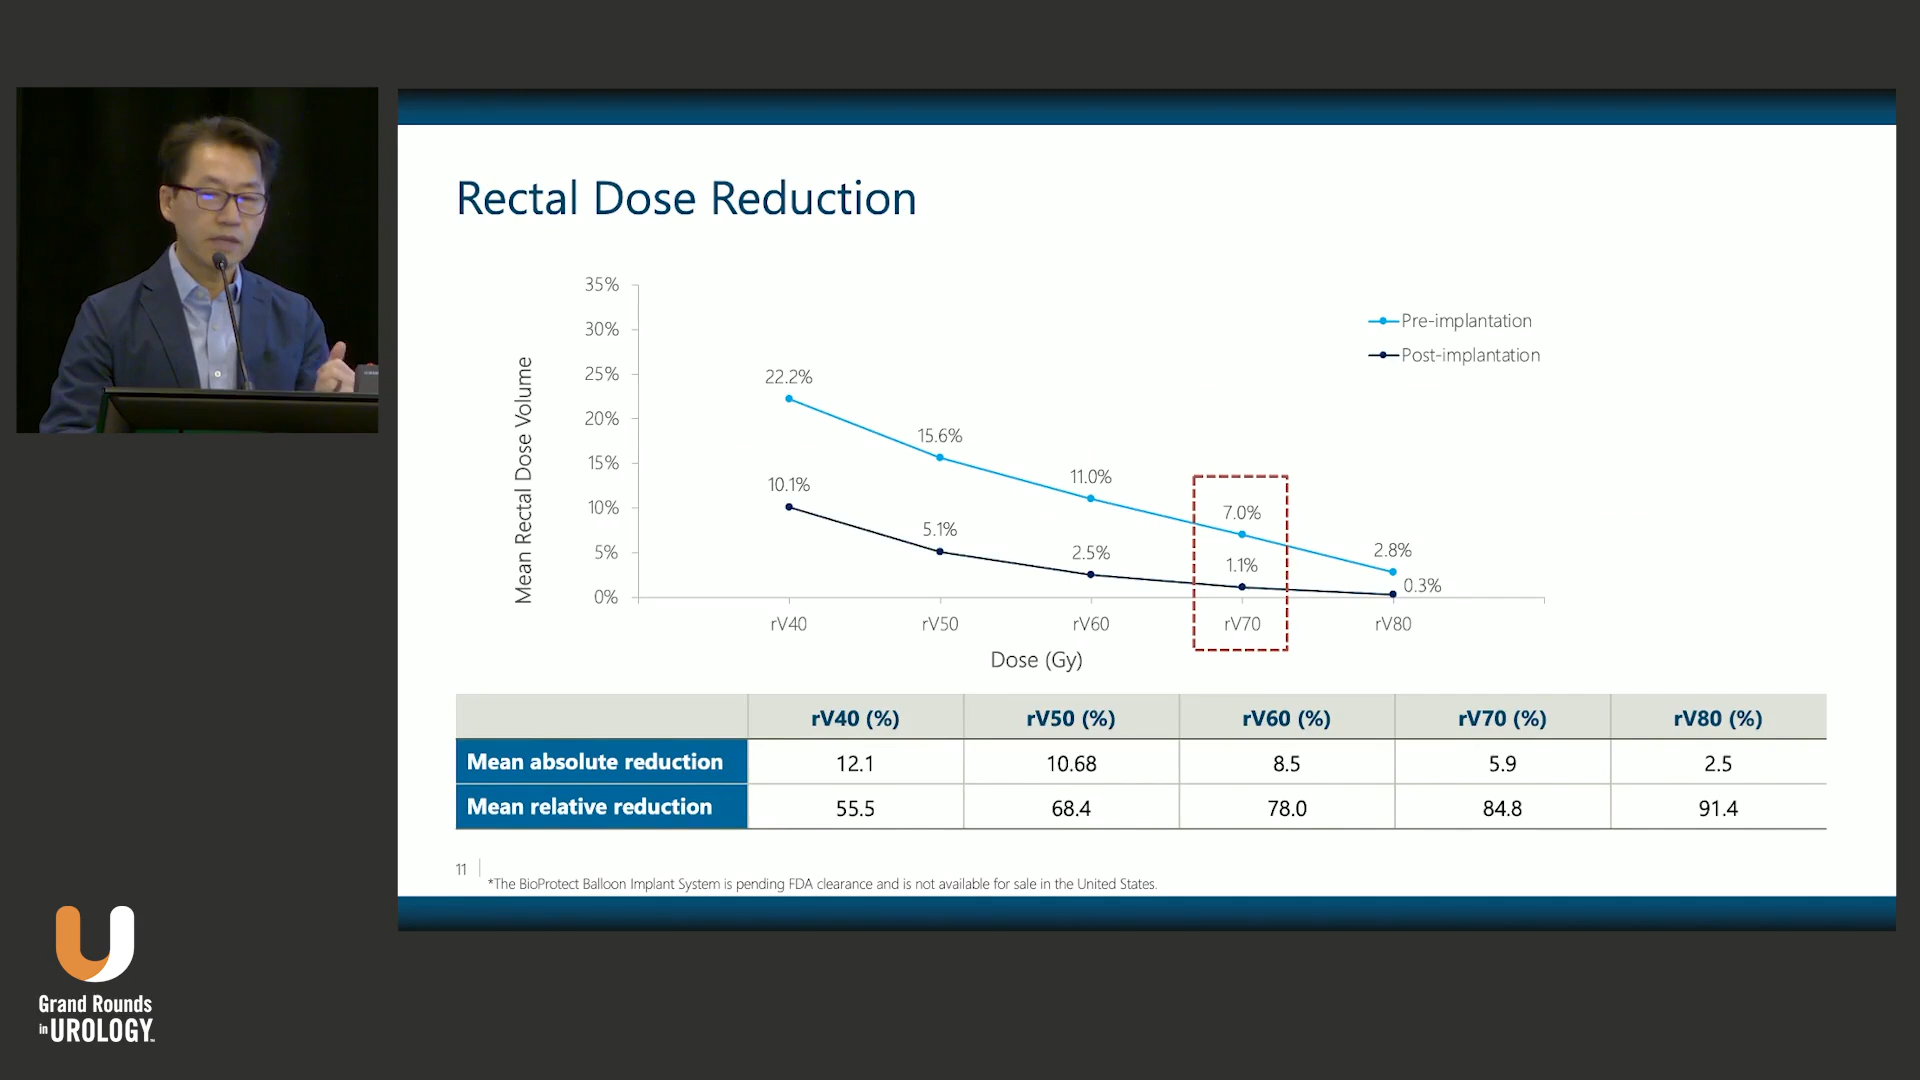 Rectal Dose Reduction
35%
30%
25%
20%
15%
10%
5%
0%
Mean Rectal Dose Volume
22.2%
15.6%
11.0%
7.0%
2.8%
10.1%
5.1%
2.5%
1.1%
0.3%
Pre-implantation
Post-implantation
rV40 rV50 rV60 rV70 rV80
Dose (Gy)
rV40 (%) rV50 (%) rV60 (%) rV70 (%) rV80 (%)
Mean absolute reduction 12.1 10.68 8.5 5.9 2.5
Mean relative reduction 55.5 68.4 78.0 84.8 91.4
11
*The BioProtect Balloon Implant System is pending FDA clearance and is not available for sale in the United States.
Grand Rounds
in UROLOGY™